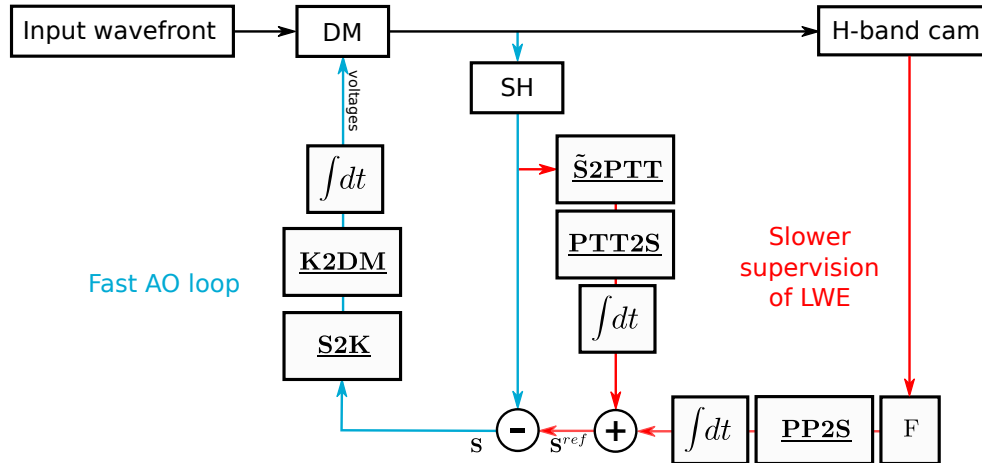 Input wavefront
DM
H-band cam
voltages
SH
∫dt
S̃2PTT
K2DM
PTT2S
Fast AO loop
Slower
supervision
of LWE
∫dt
S2K
-
+
∫dt
PP2S
F
S
S^{ref}